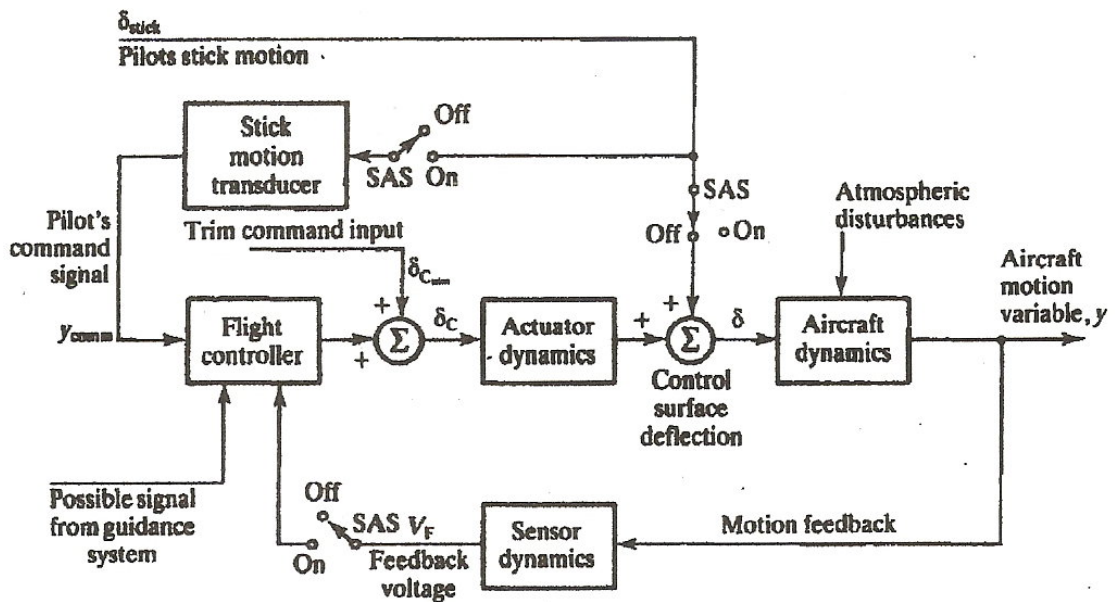 δstick
Pilots stick motion
Stick
motion
transducer
Off
SAS
On
SAS
Off
On
Atmospheric
disturbances
Pilot's
command
signal
Trim command input
δC
Aircraft
motion
variable, y
ycomm
Flight
controller
+
+
Σ
δC
Actuator
dynamics
+
+
Σ
δ
Aircraft
dynamics
Control
surface
deflection
Possible signal
from guidance
system
Off
On
SAS
VF
Feedback
voltage
Sensor
dynamics
Motion feedback